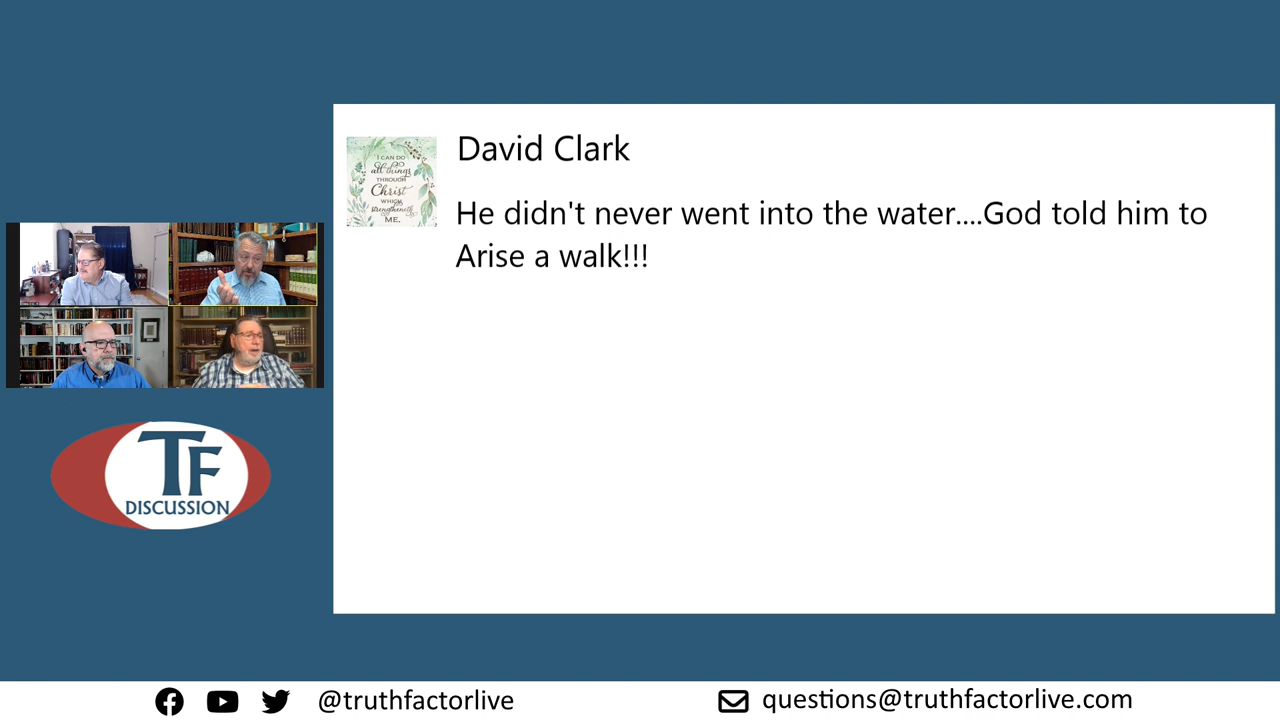 David Clark
I CAN DO
all things
THROUGH
Christ
WHICH
strengtheneth
ME.
He didn't never went into the water....God told him to
Arise a walk!!!
TF
DISCUSSION
@truthfactorlive
questions@truthfactorlive.com